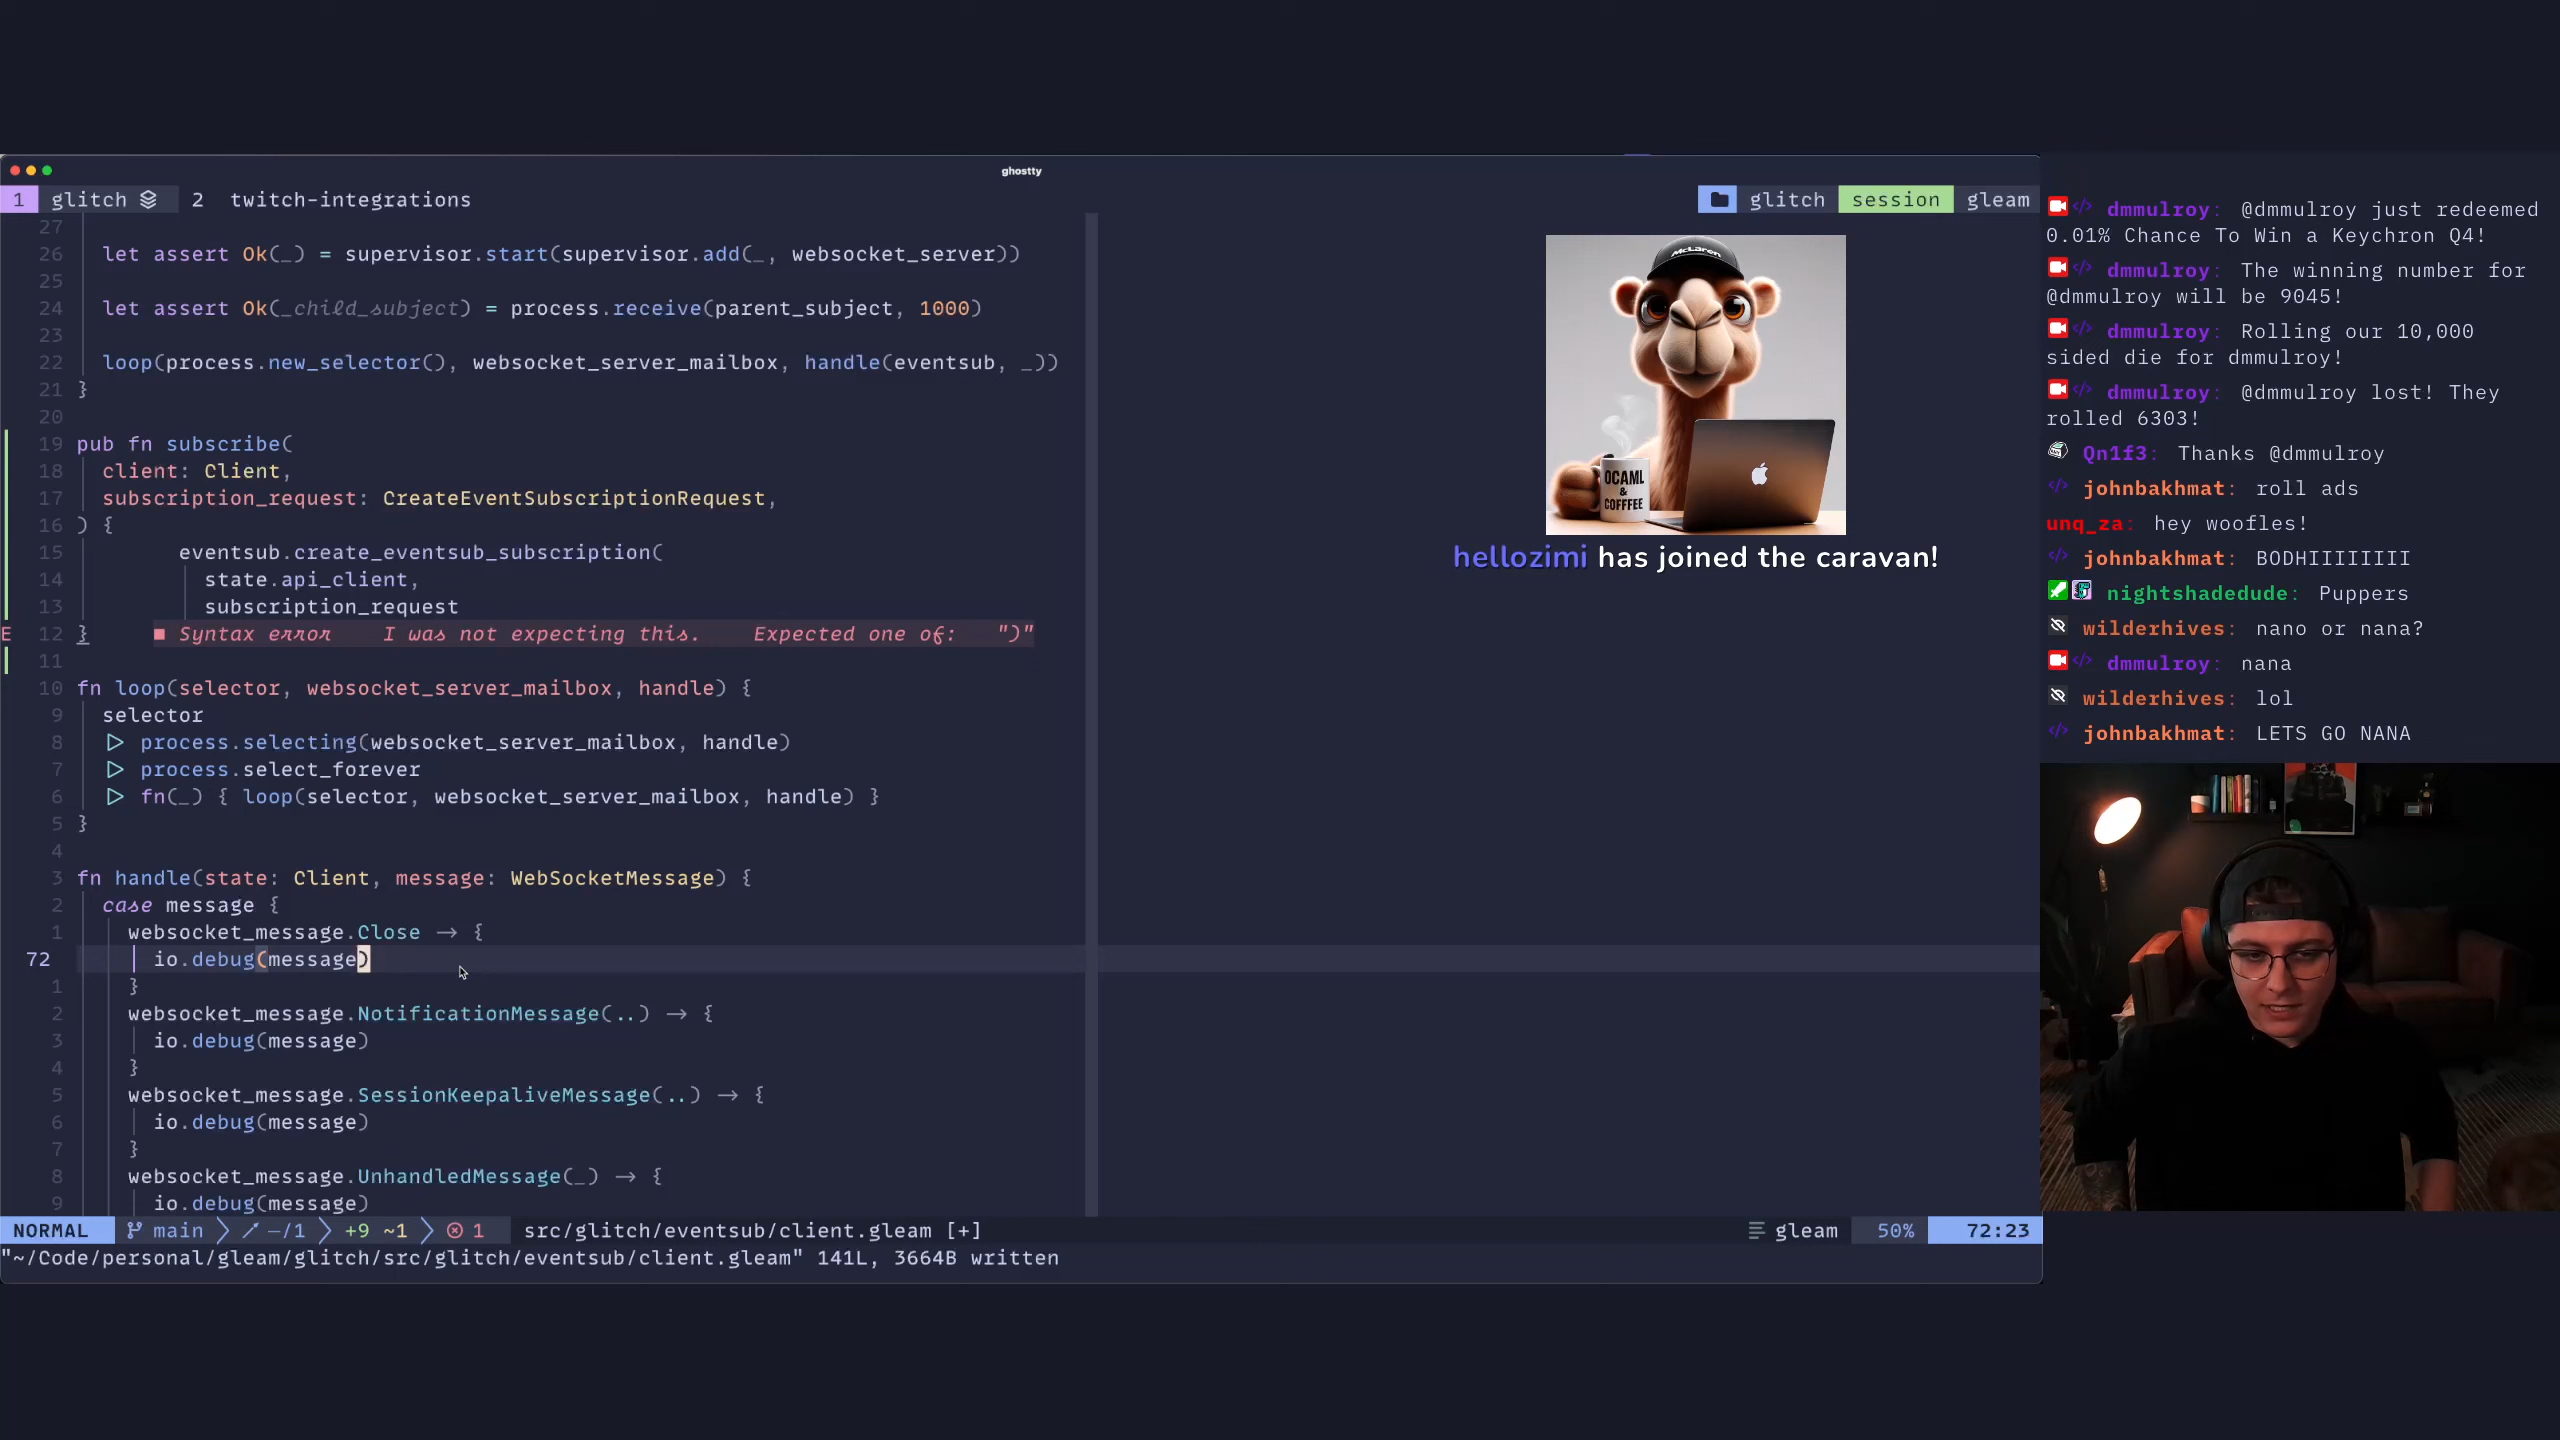 ghostty
1 glitch 2 twitch-integrations
glitch session gleam
27
26 let assert Ok(_) = supervisor.start(supervisor.add(_, websocket_server))
25
24 let assert Ok(_child_subject) = process.receive(parent_subject, 1000)
23
22 loop(process.new_selector(), websocket_server_mailbox, handle(eventsub, _))
21 }
20
19 pub fn subscribe(
18 client: Client,
17 subscription_request: CreateEventSubscriptionRequest,
16 ) {
15 eventsub.create_eventsub_subscription(
14 state.api_client,
13 subscription_request
E 12 } ■ Syntax error I was not expecting this. Expected one of: ")"
11
10 fn loop(selector, websocket_server_mailbox, handle) {
9 selector
8 ▷ process.selecting(websocket_server_mailbox, handle)
7 ▷ process.select_forever
6 ▷ fn(_) { loop(selector, websocket_server_mailbox, handle) }
5 }
4
3 fn handle(state: Client, message: WebSocketMessage) {
2 case message {
1 websocket_message.Close → {
72 io.debug(message)
1 }
2 websocket_message.NotificationMessage(..) → {
3 io.debug(message)
4 }
5 websocket_message.SessionKeepaliveMessage(..) → {
6 io.debug(message)
7 }
8 websocket_message.UnhandledMessage(_) → {
9 io.debug(message)
NORMAL main -/1 +9 ~1 1 src/glitch/eventsub/client.gleam [+] gleam 50% 72:23
"~/Code/personal/gleam/glitch/src/glitch/eventsub/client.gleam" 141L, 3664B written
McLaren
OCAML
&
COFFFEE
hellozimi has joined the caravan!
dmmulroy: @dmmulroy just redeemed
0.01% Chance To Win a Keychron Q4!
dmmulroy: The winning number for
@dmmulroy will be 9045!
dmmulroy: Rolling our 10,000
sided die for dmmulroy!
dmmulroy: @dmmulroy lost! They
rolled 6303!
Qn1f3: Thanks @dmmulroy
johnbakhmat: roll ads
unq_za: hey woofles!
johnbakhmat: BODHIIIIIII
nightshadedude: Puppers
wilderhives: nano or nana?
dmmulroy: nana
wilderhives: lol
johnbakhmat: LETS GO NANA